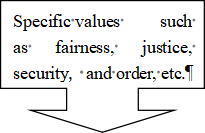 Specific values such
as fairness, justice,
security, and order, etc.¶